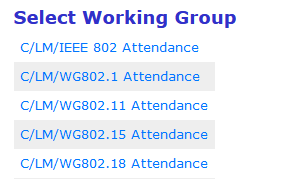 Select Working Group
C/LM/IEEE 802 Attendance
C/LM/WG802.1 Attendance
C/LM/WG802.11 Attendance
C/LM/WG802.15 Attendance
C/LM/WG802.18 Attendance